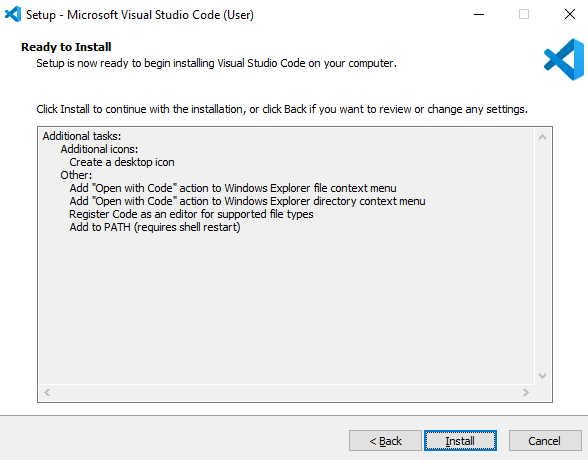 Setup - Microsoft Visual Studio Code (User)
Ready to Install
Setup is now ready to begin installing Visual Studio Code on your computer.
Click Install to continue with the installation, or click Back if you want to review or change any settings.
Additional tasks:
Additional icons:
Create a desktop icon
Other:
Add "Open with Code" action to Windows Explorer file context menu
Add "Open with Code" action to Windows Explorer directory context menu
Register Code as an editor for supported file types
Add to PATH (requires shell restart)
< Back
Install
Cancel